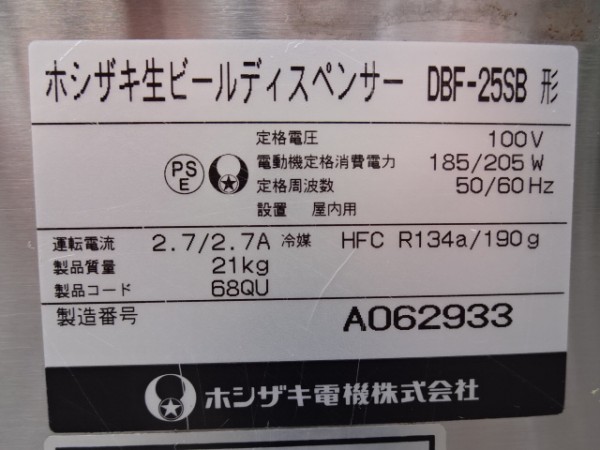 ホシザキ生ビールディスペンサー DBF-25SB 形
定格電圧 100V
PS E 電動機定格消費電力 185/205 W
定格周波数 50/60 Hz
設置 屋内用
運転電流 2.7/2.7A 冷媒 HFC R134a/190g
製品質量 21kg
製品コード 68QU
製造番号 A062933
ホシザキ電機株式会社